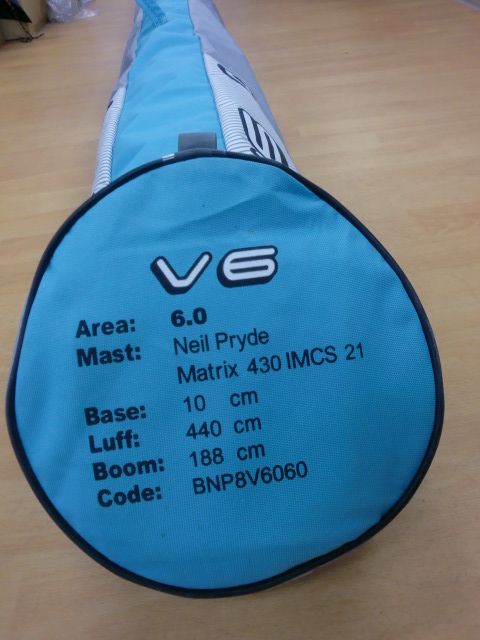 V6
Area: 6.0
Mast: Neil Pryde
Matrix 430 IMCS 21
Base: 10 cm
Luff: 440 cm
Boom: 188 cm
Code: BNP8V6060